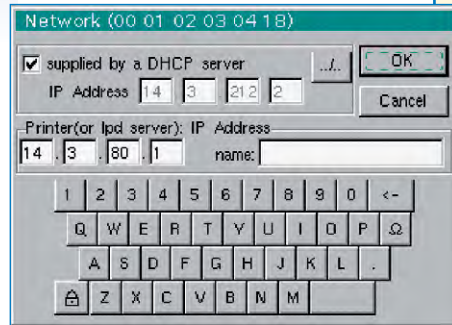 Network (00 01 02 03 04 18)
supplied by a DHCP server
../..
OK
IP Address 14 3 .212 2
Cancel
Printer(or lpd server): IP Address
14 .3 .80 .1 name:
1 2 3 4 5 6 7 8 9 0 <-
Q W E R T Y U I O P Ω
A S D F G H J K L .
Z X C V B N M